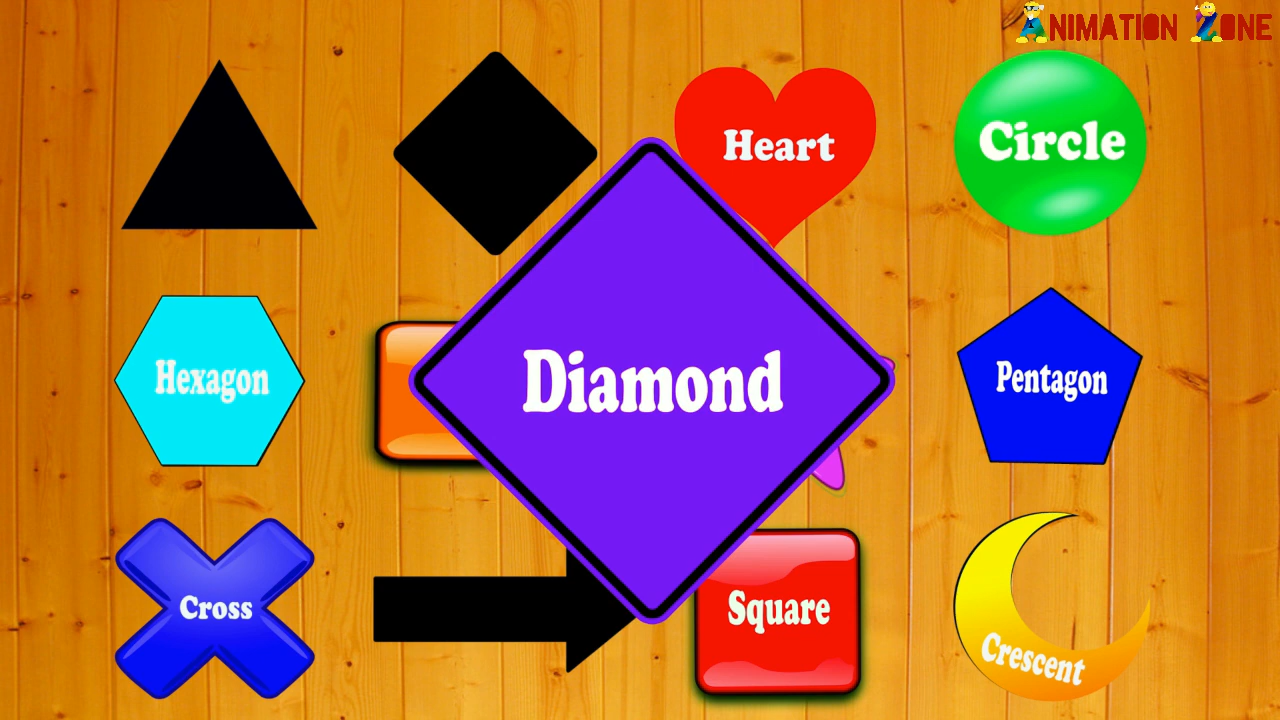 Animation Zone
Heart
Circle
Hexagon
Diamond
Pentagon
Cross
Square
Crescent